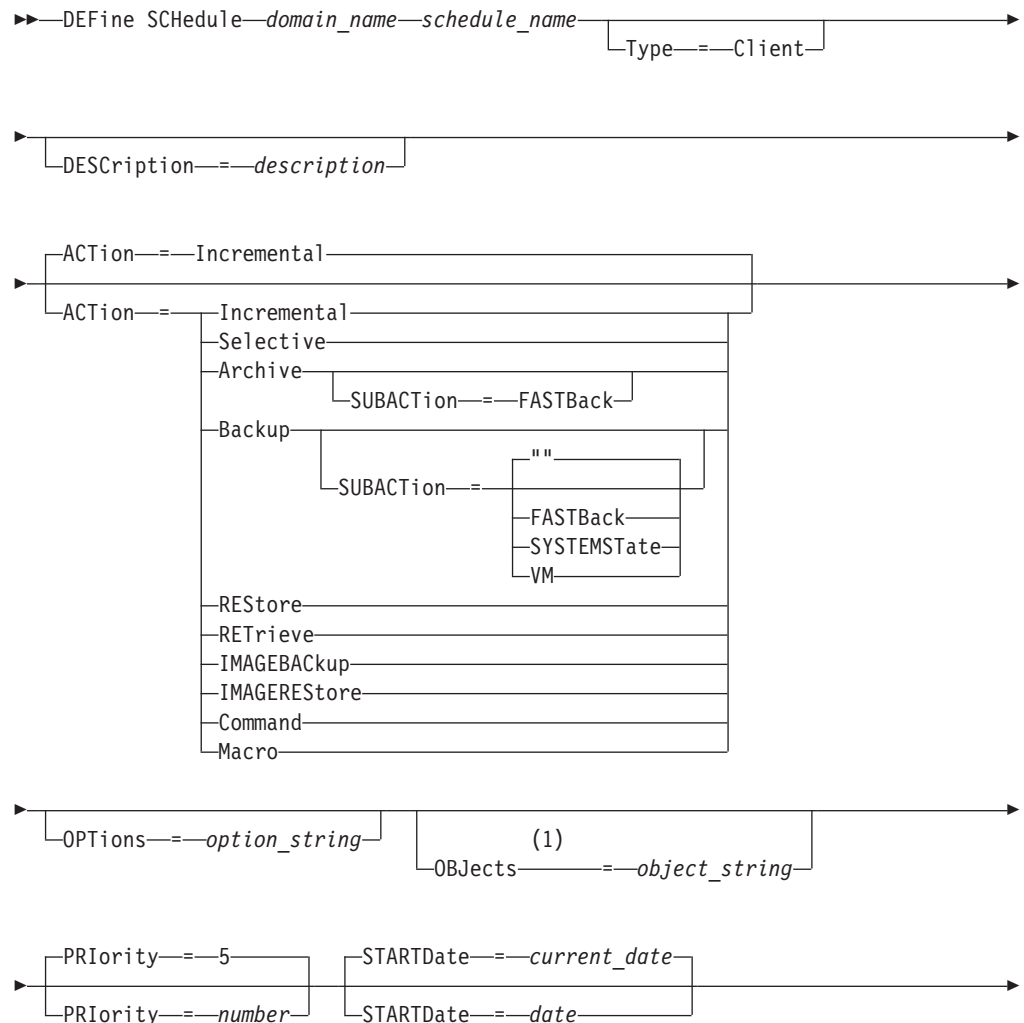 DEFine SCHedule domain_name schedule_name
Type = Client
DESCription = description
ACTion = Incremental
ACTion = Incremental
Selective
Archive
SUBACTion = FASTBack
Backup
""
SUBACTion =
FASTBack
SYSTEMSTate
VM
REStore
RETrieve
IMAGEBACkup
IMAGEREStore
Command
Macro
OPTions = option_string
(1)
OBJects = object_string
PRIority = 5 STARTDate = current_date
PRIority = number STARTDate = date